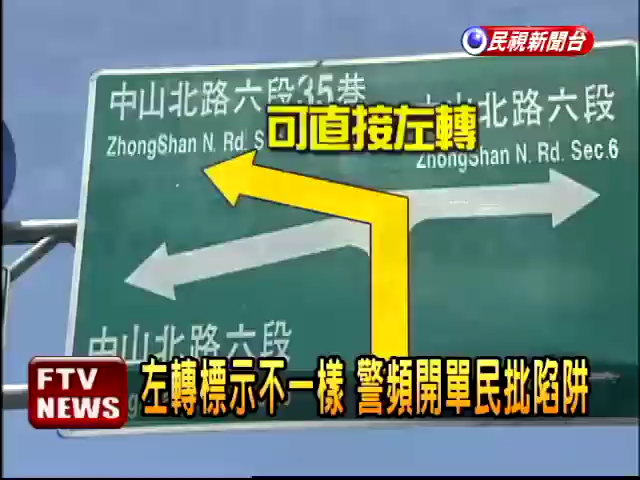 民視新聞台
中山北路六段35巷
ZhongShan N. Rd. S
山北路六段
ZhongShan N. Rd. Sec.6
可直接左轉
中山北路六段
FTV NEWS
左轉標示不一樣 警頻開單民批陷阱